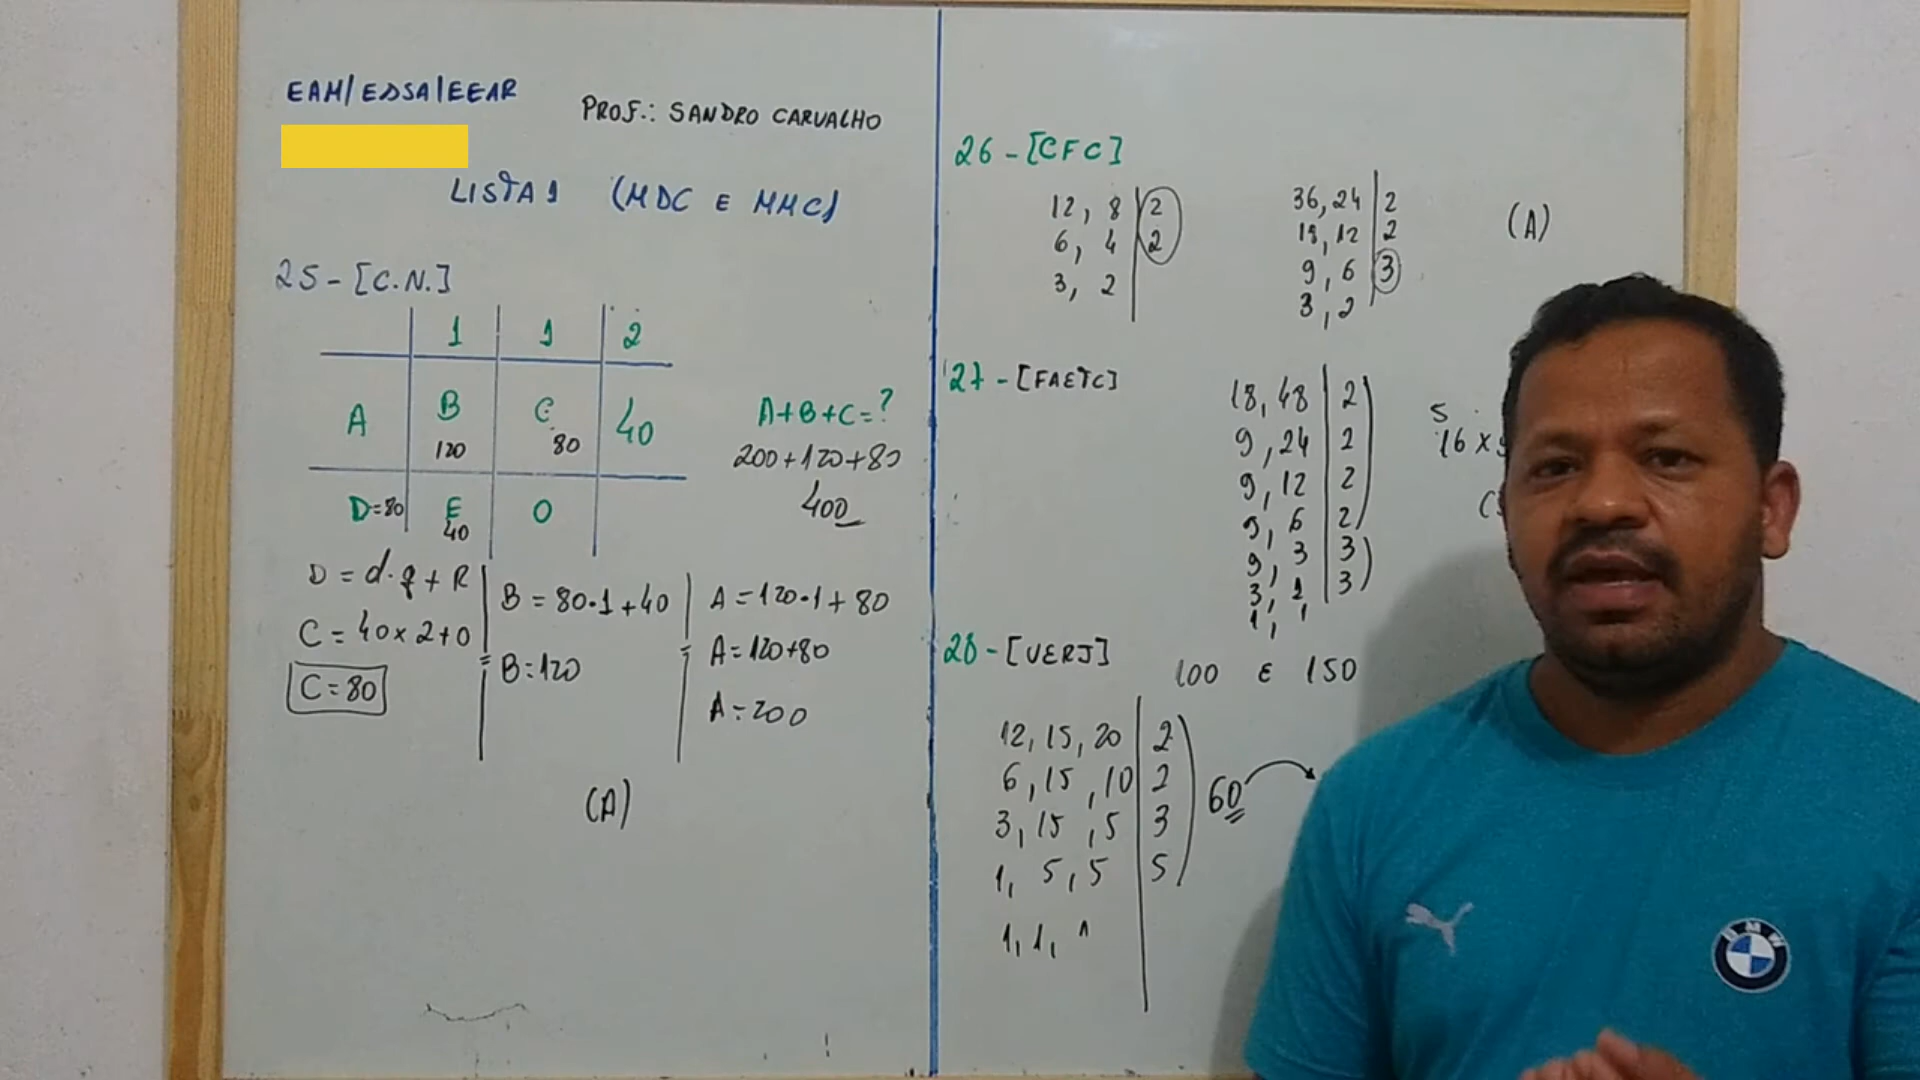 EAM/ESSA/EEAR
PROF.: SANDRO CARVALHO
LISTA 1 (MDC E MMC)
25-[C.N.]
1 1 2
A B C 40
120 80
D=80 E 0
40
A+B+C=?
200+120+80
400
D = d.q+R
C = 40x2+0
C=80
B = 80.1+40
B=120
A=120.1+80
A=120+80
A=200
(A)
26-[CFC]
12, 8 | 2
6, 4 | 2
3, 2
36, 24 | 2
18, 12 | 2
9, 6 | 3
3, 2
(A)
27-[FAETC]
18, 48 | 2
9, 24 | 2
9, 12 | 2
9, 6 | 2
9, 3 | 3
3, 1 | 3
1,
16 x
28-[UERJ]
100 E 150
12, 15, 20 | 2
6, 15, 10 | 2
3, 15, 5 | 3
1, 5, 5 | 5
1, 1, 1
60
BMW